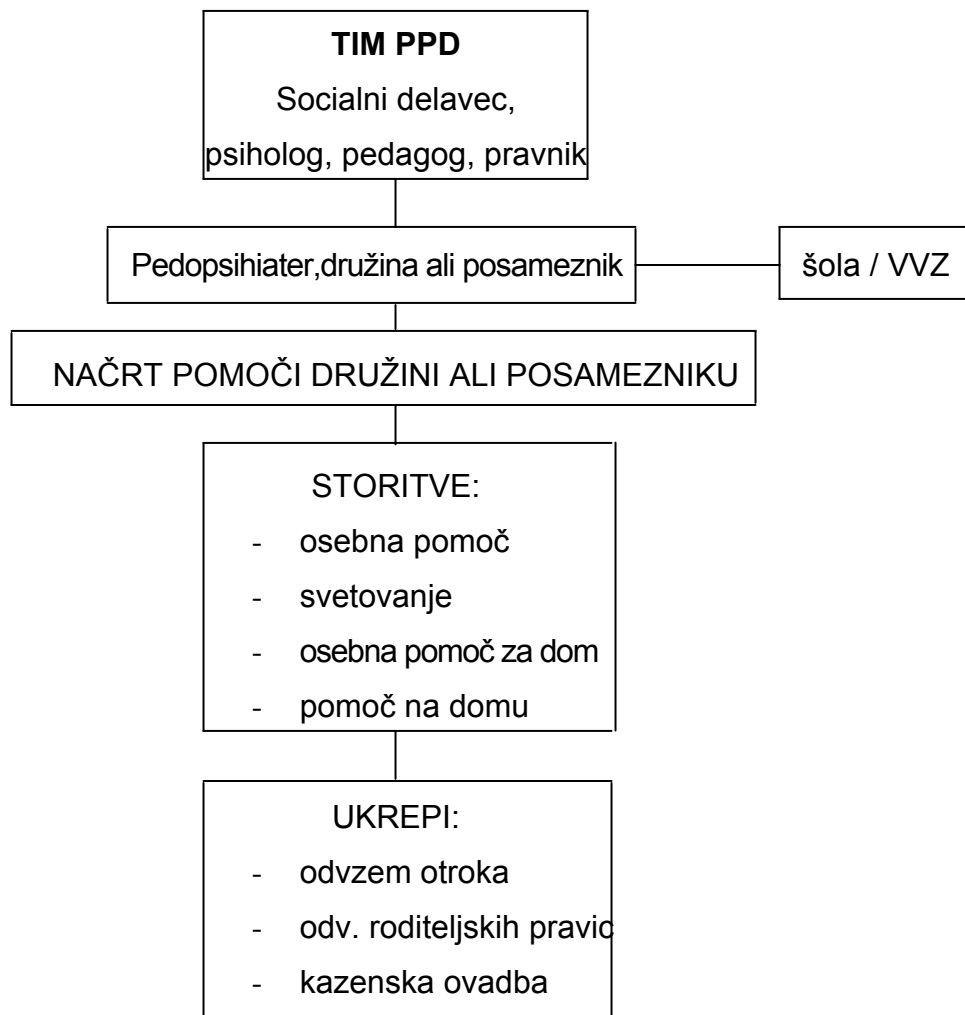 TIM PPD
Socialni delavec,
psiholog, pedagog, pravnik
Pedopsihiater,družina ali posameznik
šola / VVZ
NAČRT POMOČI DRUŽINI ALI POSAMEZNIKU
STORITVE:
- osebna pomoč
- svetovanje
- osebna pomoč za dom
- pomoč na domu
UKREPI:
- odvzem otroka
- odv. roditeljskih pravic
- kazenska ovadba